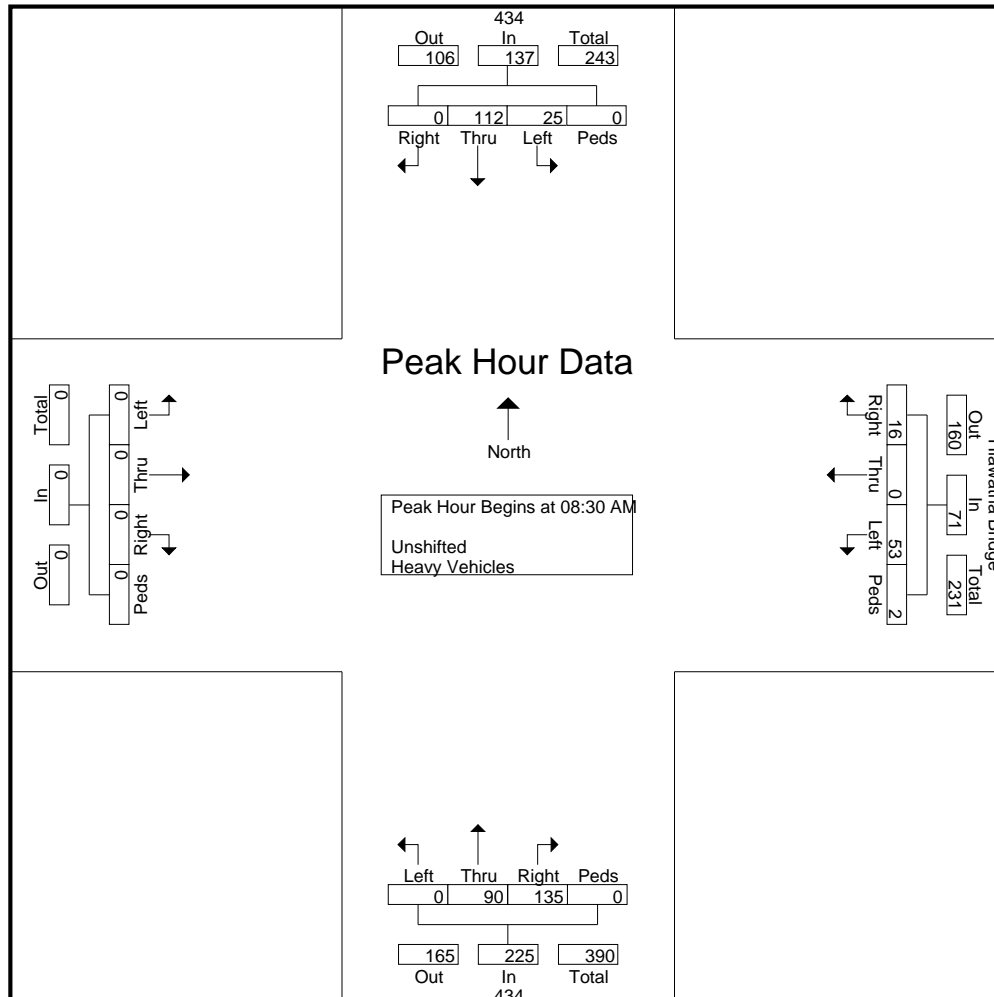 434
Out In Total
106 137 243
0 112 25 0
Right Thru Left Peds
Peak Hour Data
North
Peak Hour Begins at 08:30 AM
Unshifted
Heavy Vehicles
Total In Out
0 0 0
0 0 0 0
Left Thru Right Peds
Right Thru Left Peds
16 0 53 2
Out In Total
160 71 231
Bridge
Left Thru Right Peds
0 90 135 0
165 225 390
Out In Total
434